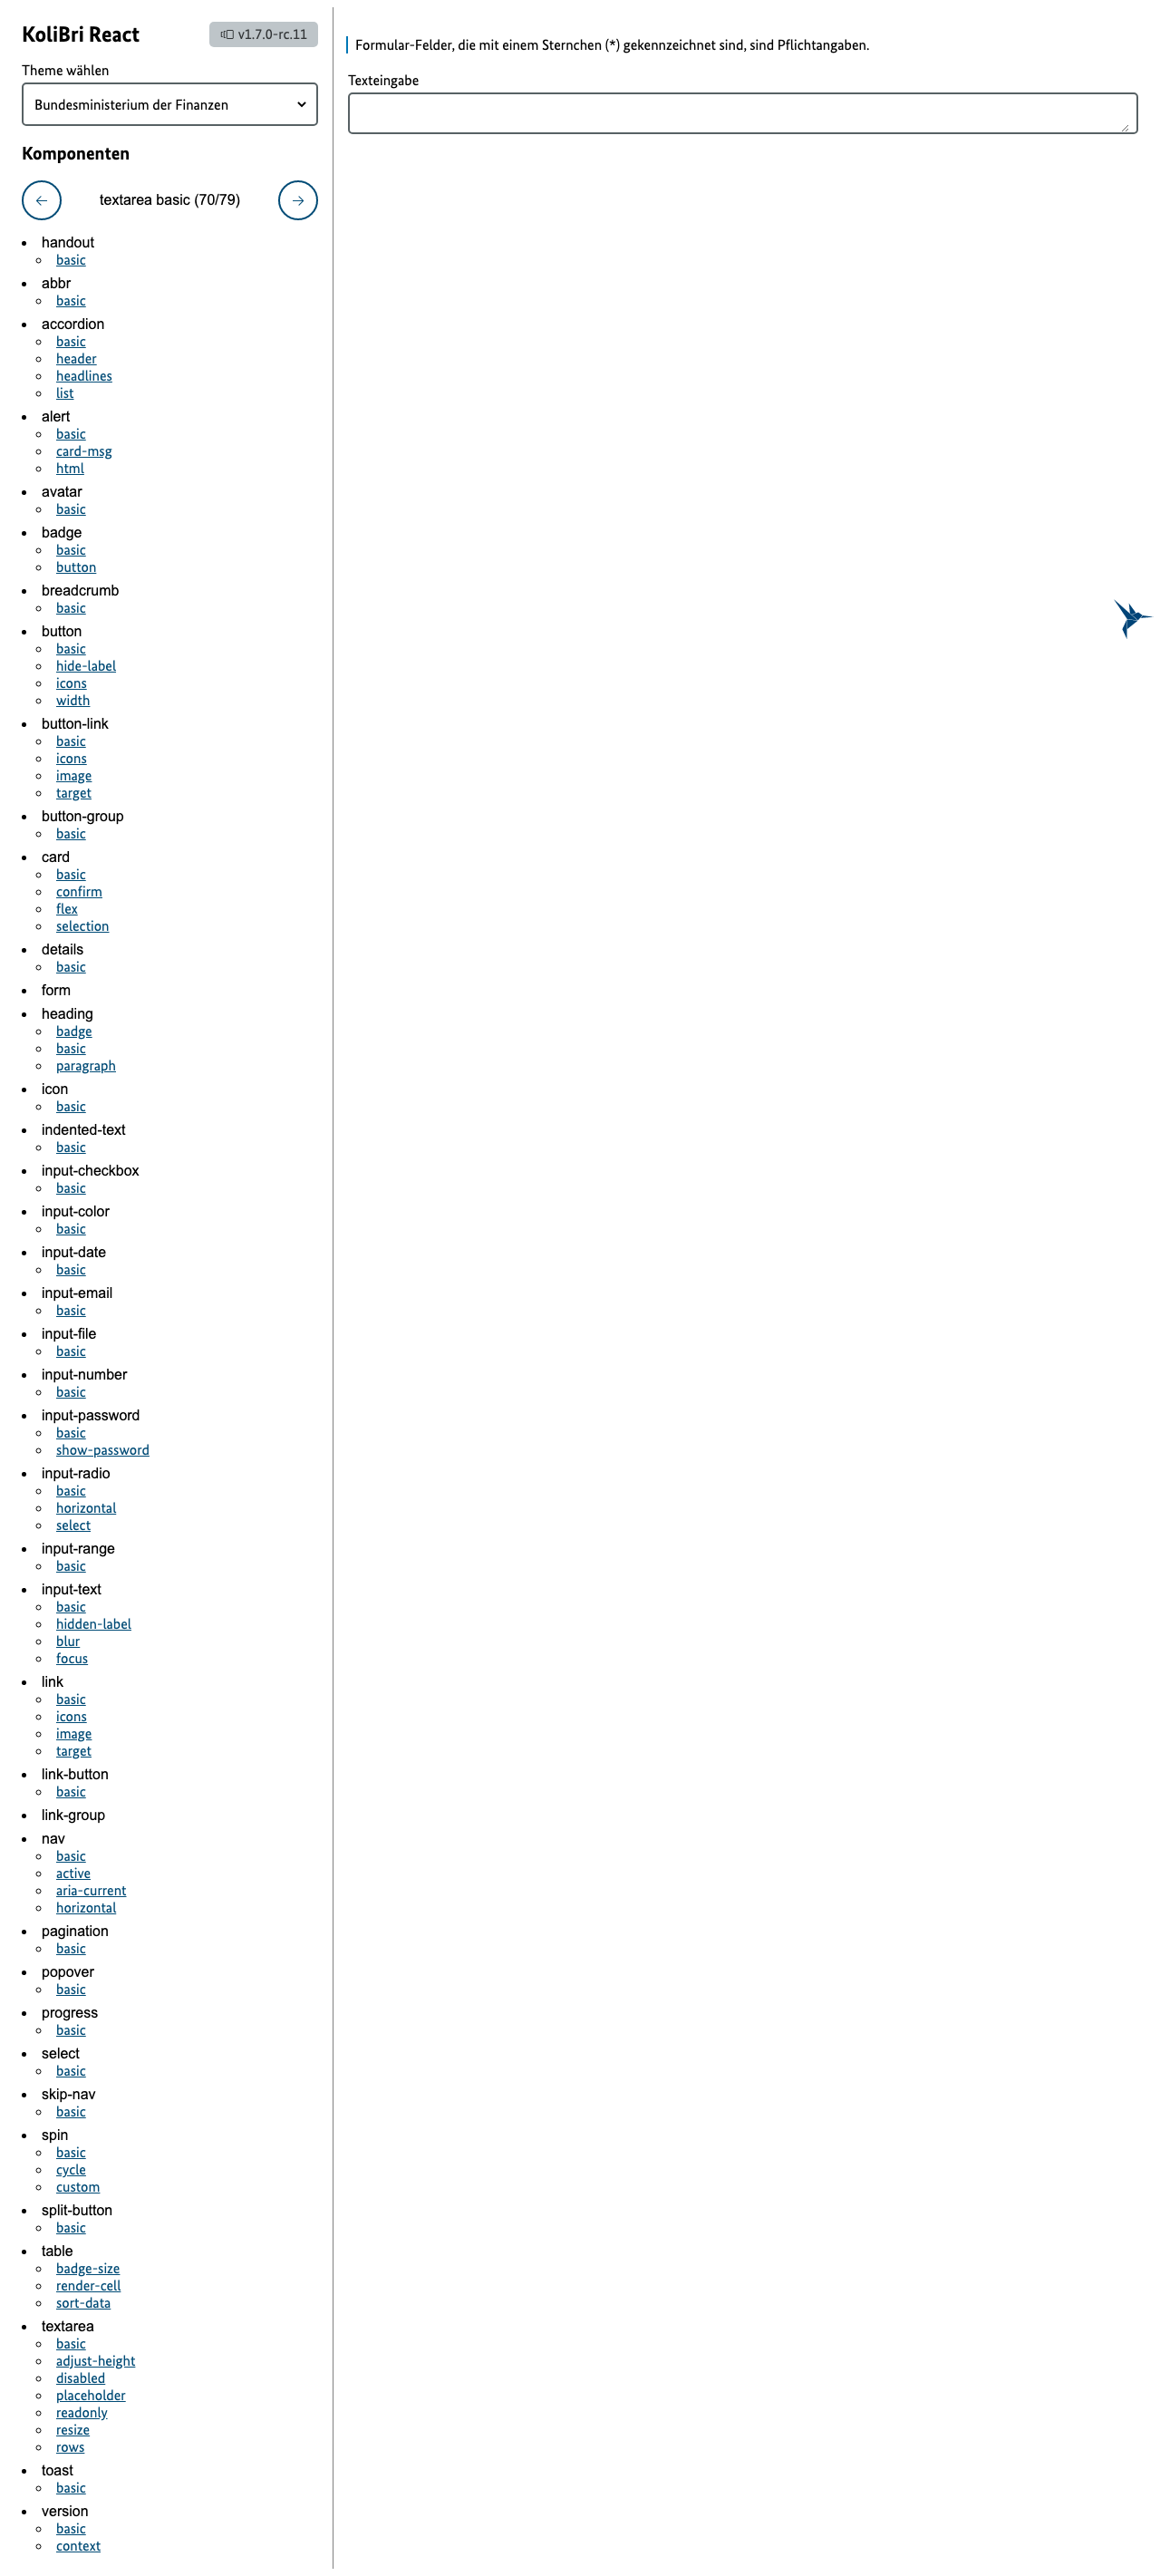 KoliBri React
v1.7.0-rc.11
Theme wählen
Bundesministerium der Finanzen
Komponenten
textarea basic (70/79)
handout
basic
abbr
basic
accordion
basic
header
headlines
list
alert
basic
card-msg
html
avatar
basic
badge
basic
button
breadcrumb
basic
button
basic
hide-label
icons
width
button-link
basic
icons
image
target
button-group
basic
card
basic
confirm
flex
selection
details
basic
form
heading
badge
basic
paragraph
icon
basic
indented-text
basic
input-checkbox
basic
input-color
basic
input-date
basic
input-email
basic
input-file
basic
input-number
basic
input-password
basic
show-password
input-radio
basic
horizontal
select
input-range
basic
input-text
basic
hidden-label
blur
focus
link
basic
icons
image
target
link-button
basic
link-group
nav
basic
active
aria-current
horizontal
pagination
basic
popover
basic
progress
basic
select
basic
skip-nav
basic
spin
basic
cycle
custom
split-button
basic
table
badge-size
render-cell
sort-data
textarea
basic
adjust-height
disabled
placeholder
readonly
resize
rows
toast
basic
version
basic
context
Formular-Felder, die mit einem Sternchen (*) gekennzeichnet sind, sind Pflichtangaben.
Texteingabe